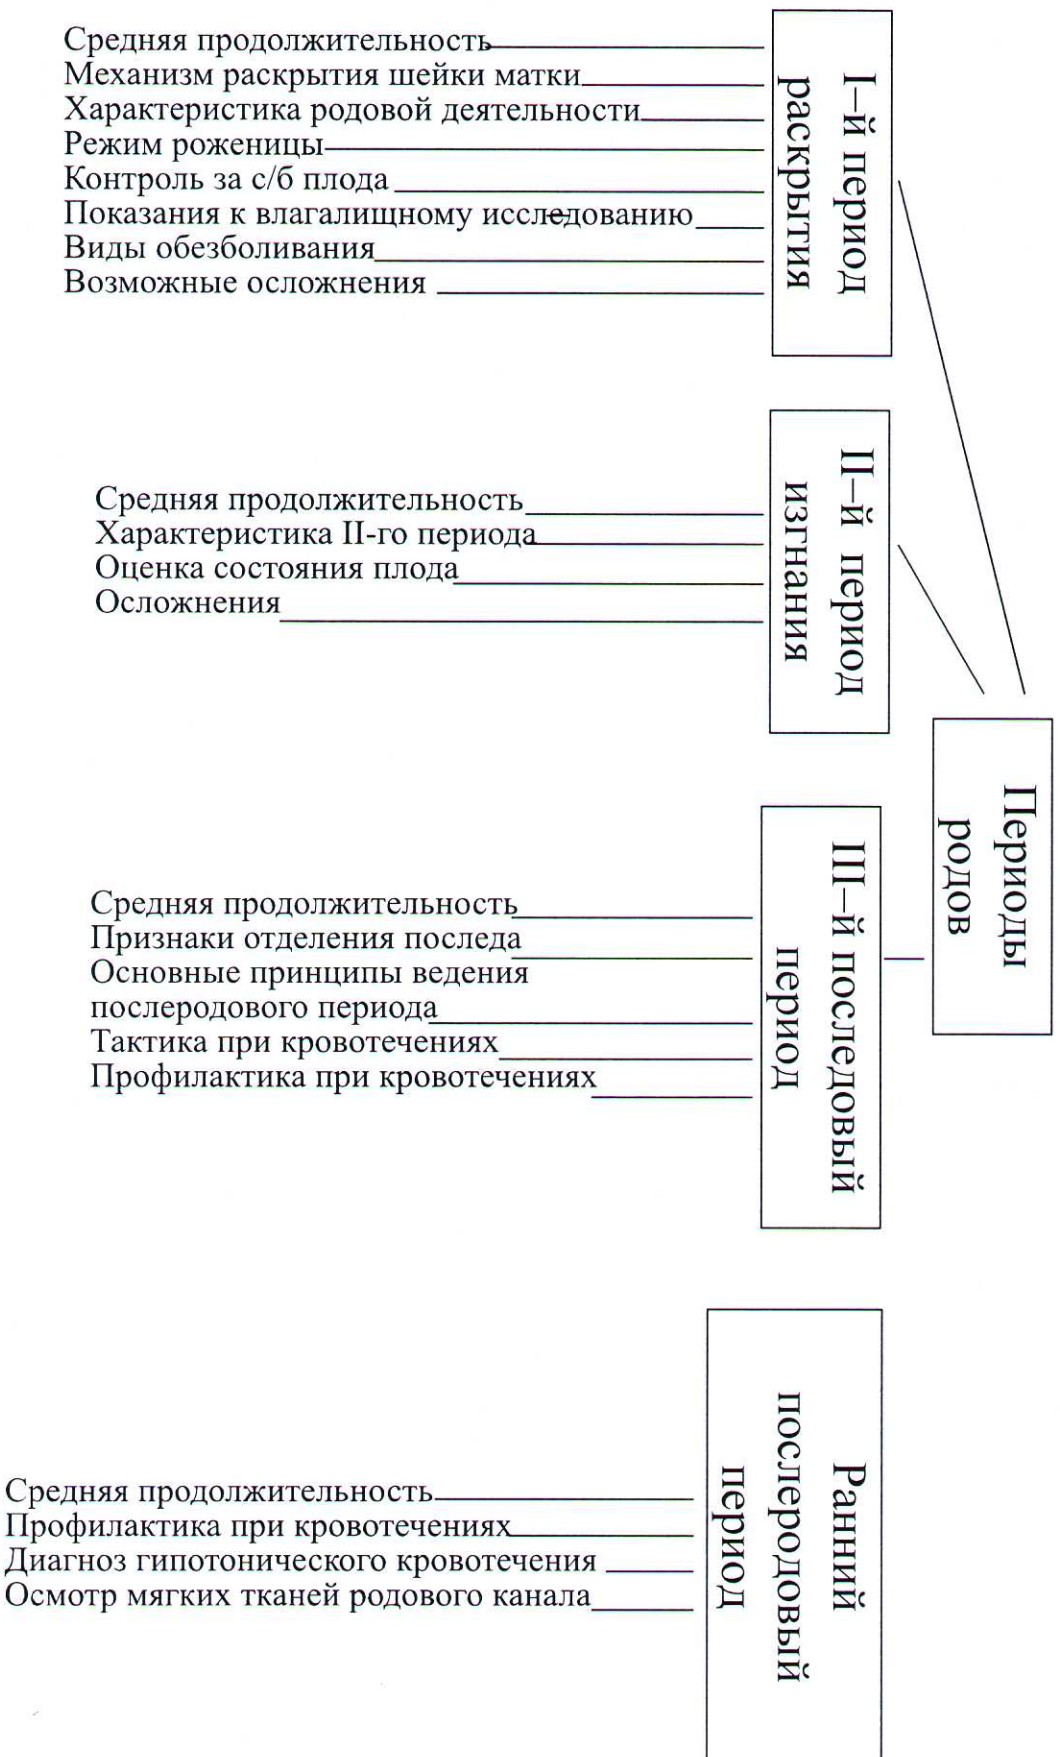 Периоды
родов
I–й период
раскрытия
Средняя продолжительность
Механизм раскрытия шейки матки
Характеристика родовой деятельности
Режим роженицы
Контроль за с/б плода
Показания к влагалищному исследованию
Виды обезболивания
Возможные осложнения
II–й период
изгнания
Средняя продолжительность
Характеристика II-го периода
Оценка состояния плода
Осложнения
III–й последовый
период
Средняя продолжительность
Признаки отделения последа
Основные принципы ведения
послеродового периода
Тактика при кровотечениях
Профилактика при кровотечениях
Ранний
послеродовый
период
Средняя продолжительность
Профилактика при кровотечениях
Диагноз гипотонического кровотечения
Осмотр мягких тканей родового канала